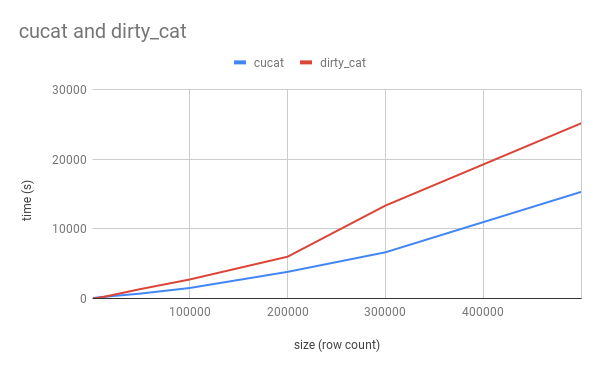 cucat and dirty_cat
cucat dirty_cat
30000
20000
10000
0
time (s)
100000 200000 300000 400000
size (row count)